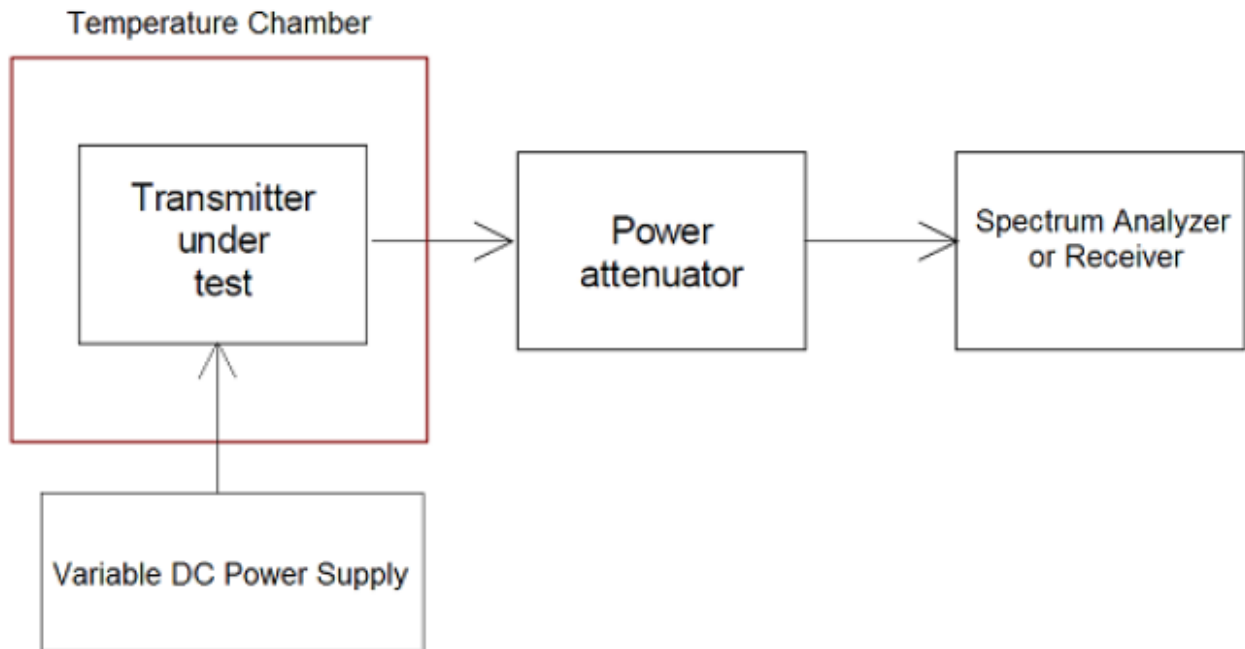 Temperature Chamber
Transmitter
under
test
Power
attenuator
Spectrum Analyzer
or Receiver
Variable DC Power Supply